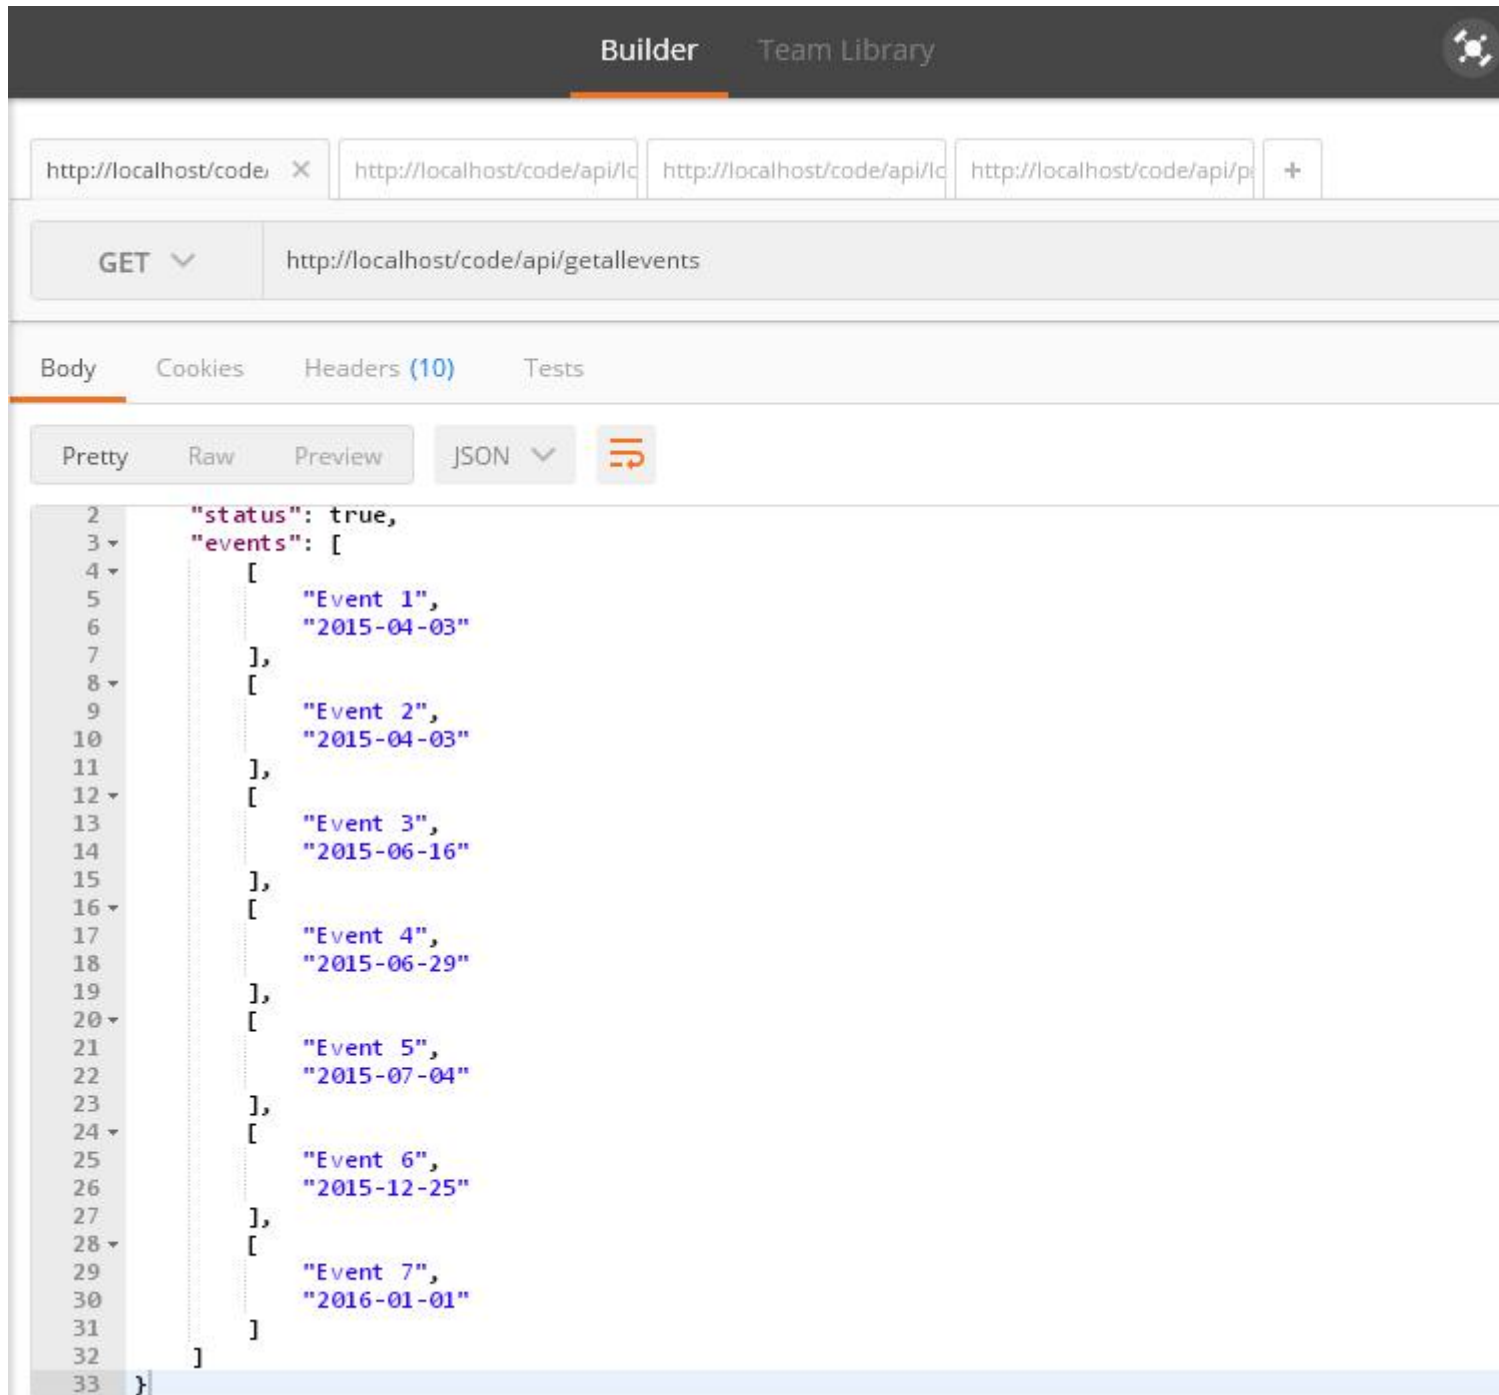 Builder Team Library
http://localhost/code/ http://localhost/code/api/lc http://localhost/code/api/lc http://localhost/code/api/p +
GET http://localhost/code/api/getallevents
Body Cookies Headers (10) Tests
Pretty Raw Preview JSON
2 "status": true,
3 "events": [
4 [
5 "Event 1",
6 "2015-04-03"
7 ],
8 [
9 "Event 2",
10 "2015-04-03"
11 ],
12 [
13 "Event 3",
14 "2015-06-16"
15 ],
16 [
17 "Event 4",
18 "2015-06-29"
19 ],
20 [
21 "Event 5",
22 "2015-07-04"
23 ],
24 [
25 "Event 6",
26 "2015-12-25"
27 ],
28 [
29 "Event 7",
30 "2016-01-01"
31 ]
32 ]
33 }